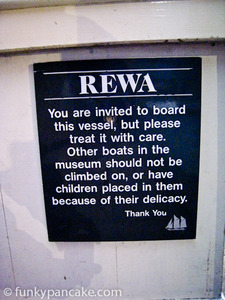 REWA
You are invited to board
this vessel, but please
treat it with care.
Other boats in the
museum should not be
climbed on, or have
children placed in them
because of their delicacy.
Thank You
© funkypancake.com